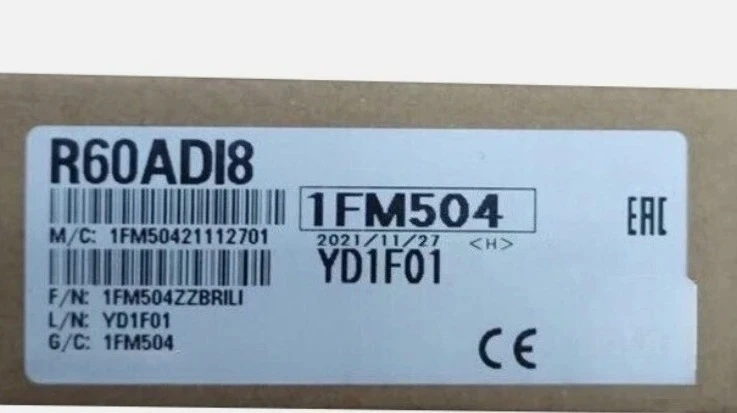 R60ADI8
1FM504
M/C: 1FM50421112701
2021/11/27 <H>
YD1F01
F/N: 1FM504ZZBRILI
L/N: YD1F01
G/C: 1FM504
EAC
CE